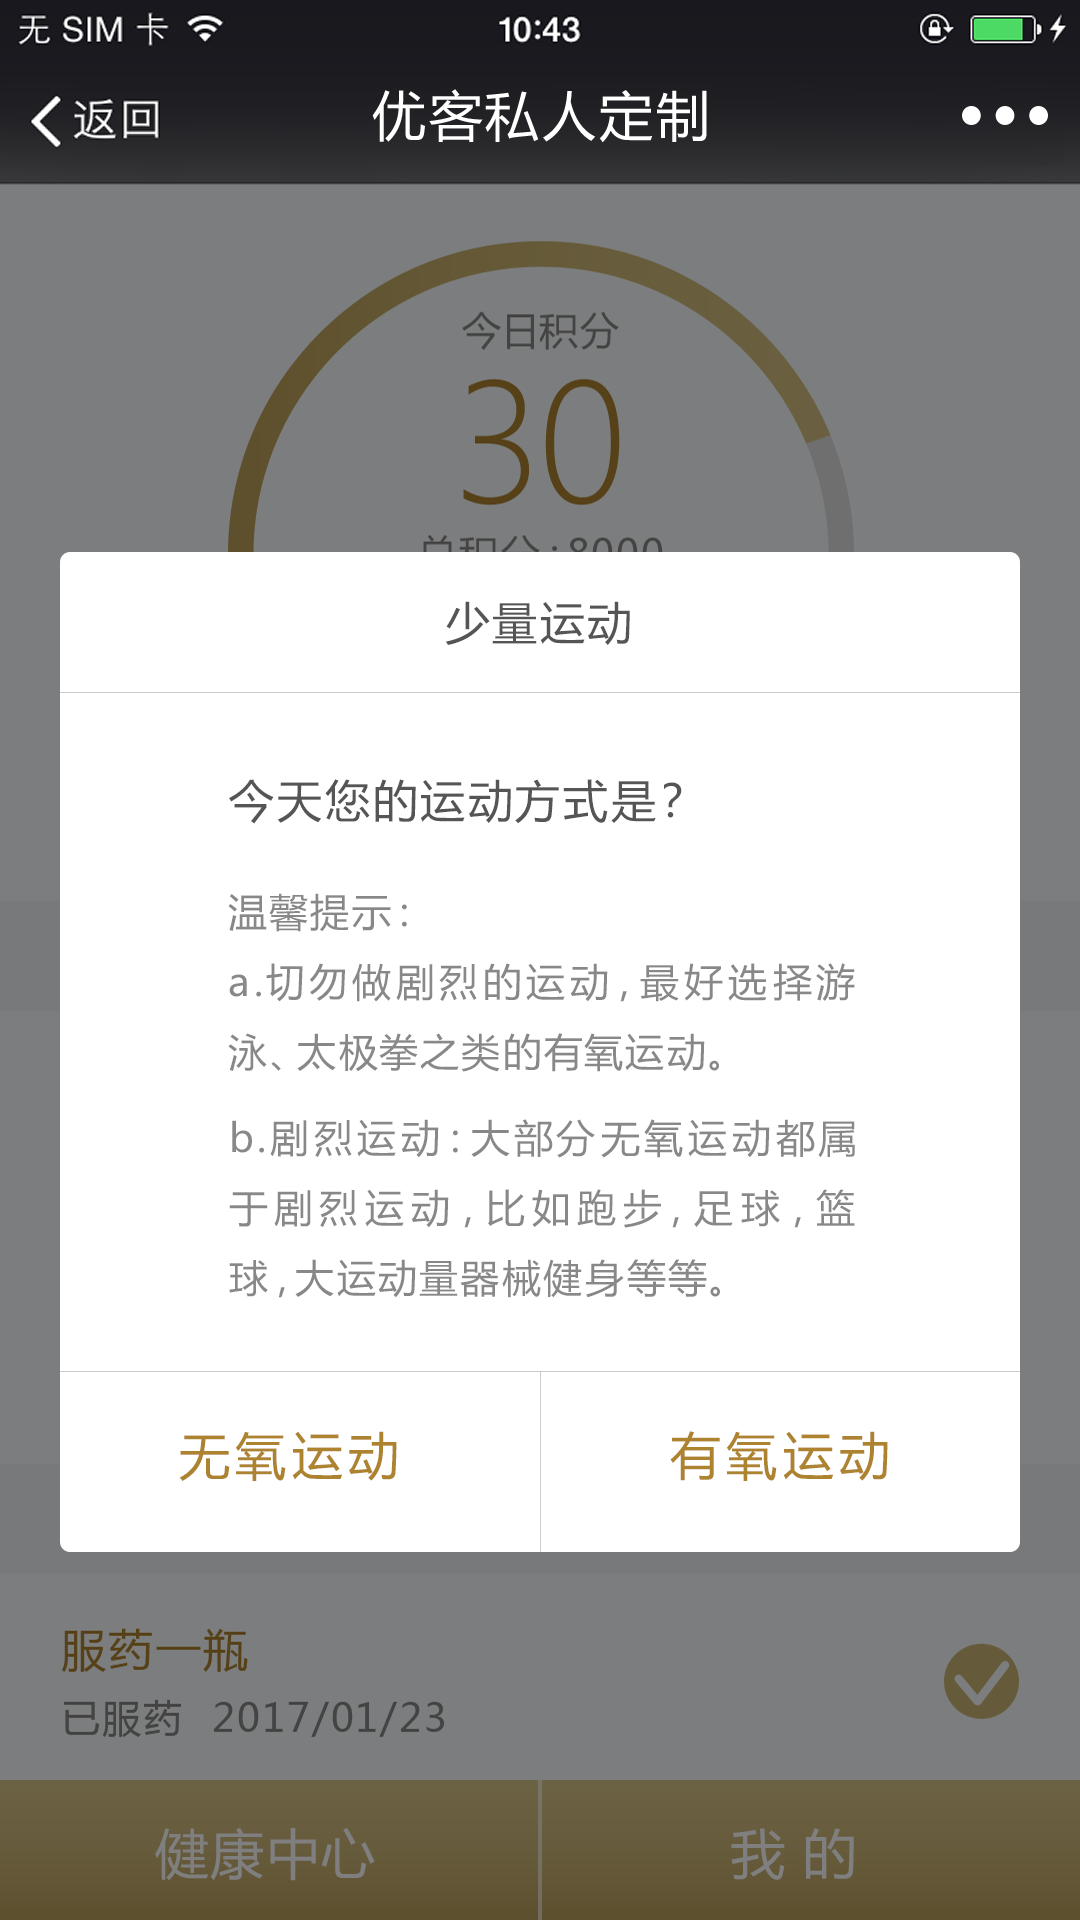 无 SIM 卡
10:43
返回
优客私人定制
今日积分
30
总积分:8000
少量运动
今天您的运动方式是?
温馨提示:
a.切勿做剧烈的运动,最好选择游
泳、太极拳之类的有氧运动。
b.剧烈运动:大部分无氧运动都属
于剧烈运动,比如跑步,足球,篮
球,大运动量器械健身等等。
无氧运动
有氧运动
服药一瓶
已服药 2017/01/23
健康中心
我的